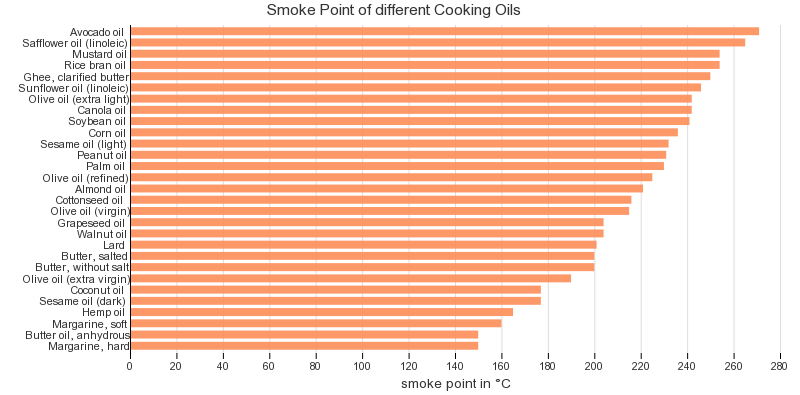 Smoke Point of different Cooking Oils
Avocado oil
Safflower oil (linoleic)
Mustard oil
Rice bran oil
Ghee, clarified butter
Sunflower oil (linoleic)
Olive oil (extra light)
Canola oil
Soybean oil
Corn oil
Sesame oil (light)
Peanut oil
Palm oil
Olive oil (refined)
Almond oil
Cottonseed oil
Olive oil (virgin)
Grapeseed oil
Walnut oil
Lard
Butter, salted
Butter, without salt
Olive oil (extra virgin)
Coconut oil
Sesame oil (dark)
Hemp oil
Margarine, soft
Butter oil, anhydrous
Margarine, hard
0 20 40 60 80 100 120 140 160 180 200 220 240 260 280
smoke point in °C